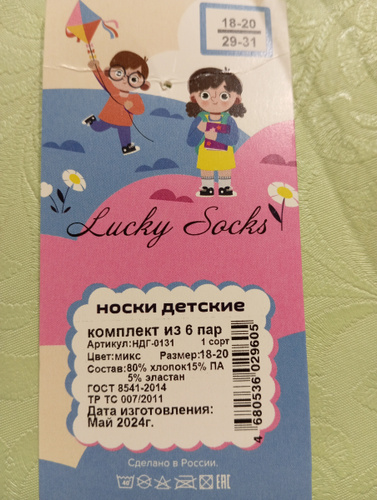 18-20
29-31
Lucky Socks
носки детские
комплект из 6 пар
Артикул:НДГ-0131 1 сорт
Цвет:микс Размер:18-20
Состав:80% хлопок15% ПА
5% эластан
ГОСТ 8541-2014
ТР ТС 007/2011
Дата изготовления:
Май 2024г.
4 680536 029605
Сделано в России.
40
EAC